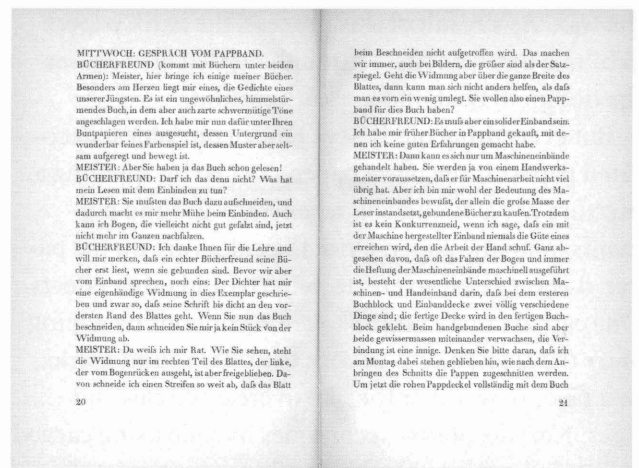 MITTWOCH: GESPRÄCH VOM PAPPBAND.
BÜCHERFREUND (kommt mit Büchern unter beiden
Armen): Meister, hier bringe ich einige meiner Bücher.
Besonders am Herzen liegt mir eines, die Gedichte eines
unserer Jüngsten. Es ist ein ungewöhnliches, himmelstür-
mendes Buch, in dem aber auch zarte schwermütige Töne
angeschlagen werden. Ich habe mir nun dafür unter Ihren
Buntpapieren eines ausgesucht, dessen Untergrund ein
wunderbar feines Farbenspiel ist, dessen Muster aber selt-
sam aufgeregt und bewegt ist.
MEISTER: Aber Sie haben ja das Buch schon gelesen!
BÜCHERFREUND: Darf ich das denn nicht? Was hat
mein Lesen mit dem Einbinden zu tun?
MEISTER: Sie mußten das Buch dazu aufschneiden, und
dadurch macht es mir mehr Mühe beim Einbinden. Auch
kann ich Bogen, die vielleicht nicht gut gefalzt sind, jetzt
nicht mehr im Ganzen nachfalzen.
BÜCHERFREUND: Ich danke Ihnen für die Lehre und
will mir merken, daß ein echter Bücherfreund seine Bü-
cher erst liest, wenn sie gebunden sind. Bevor wir aber
vom Einband sprechen, noch eins: Der Dichter hat mir
eine eigenhändige Widmung in dies Exemplar geschrie-
ben und zwar so, daß seine Schrift bis dicht an den vor-
dersten Rand des Blattes geht. Wenn Sie nun das Buch
beschneiden, dann schneiden Sie mir ja kein Stück von der
Widmung ab.
MEISTER: Da weiß ich mir Rat. Wie Sie sehen, steht
die Widmung nur im rechten Teil des Blattes, der linke,
der vom Bogenrücken ausgeht, ist aber freigeblieben. Da-
von schneide ich einen Streifen so weit ab, daß das Blatt
20
beim Beschneiden nicht aufgetroffen wird. Das machen
wir immer, auch bei Bildern, die größer sind als der Satz-
spiegel. Geht die Widmung aber über die ganze Breite des
Blattes, dann kann man sich nicht anders helfen, als daß
man es vorn ein wenig umlegt. Sie wollen also einen Papp-
band für dies Buch haben?
BÜCHERFREUND: Es muß aber ein solider Einband sein.
Ich habe mir früher Bücher in Pappband gekauft, mit de-
nen ich keine guten Erfahrungen gemacht habe.
MEISTER: Dann kann es sich nur um Maschineneinbände
gehandelt haben. Sie werden ja von einem Handwerks-
meister voraussetzen, daß er für Maschinenarbeit nicht viel
übrig hat. Aber ich bin mir wohl der Bedeutung des Ma-
schineneinbandes bewußt, der allein die große Masse der
Leser instandsetzt, gebundene Bücher zu kaufen. Trotzdem
ist es kein Konkurrenzneid, wenn ich sage, daß ein mit
der Maschine hergestellter Einband niemals die Güte eines
erreichen wird, den die Arbeit der Hand schuf. Ganz ab-
gesehen davon, daß oft das Falzen der Bogen und immer
die Heftung der Maschineneinbände maschinell ausgeführt
ist, besteht der wesentliche Unterschied zwischen Ma-
schinen- und Handeinband darin, daß bei dem ersteren
Buchblock und Einbanddecke zwei völlig verschiedene
Dinge sind; die fertige Decke wird in den fertigen Buch-
block geklebt. Beim handgebundenen Buche sind aber
beide gewissermassen miteinander verwachsen, die Ver-
bindung ist eine innige. Denken Sie bitte daran, daß ich
am Montag dabei stehen geblieben bin, wie nach dem An-
bringen des Schnitts die Pappen zugeschnitten werden.
Um jetzt die rohen Pappdeckel vollständig mit dem Buch
21